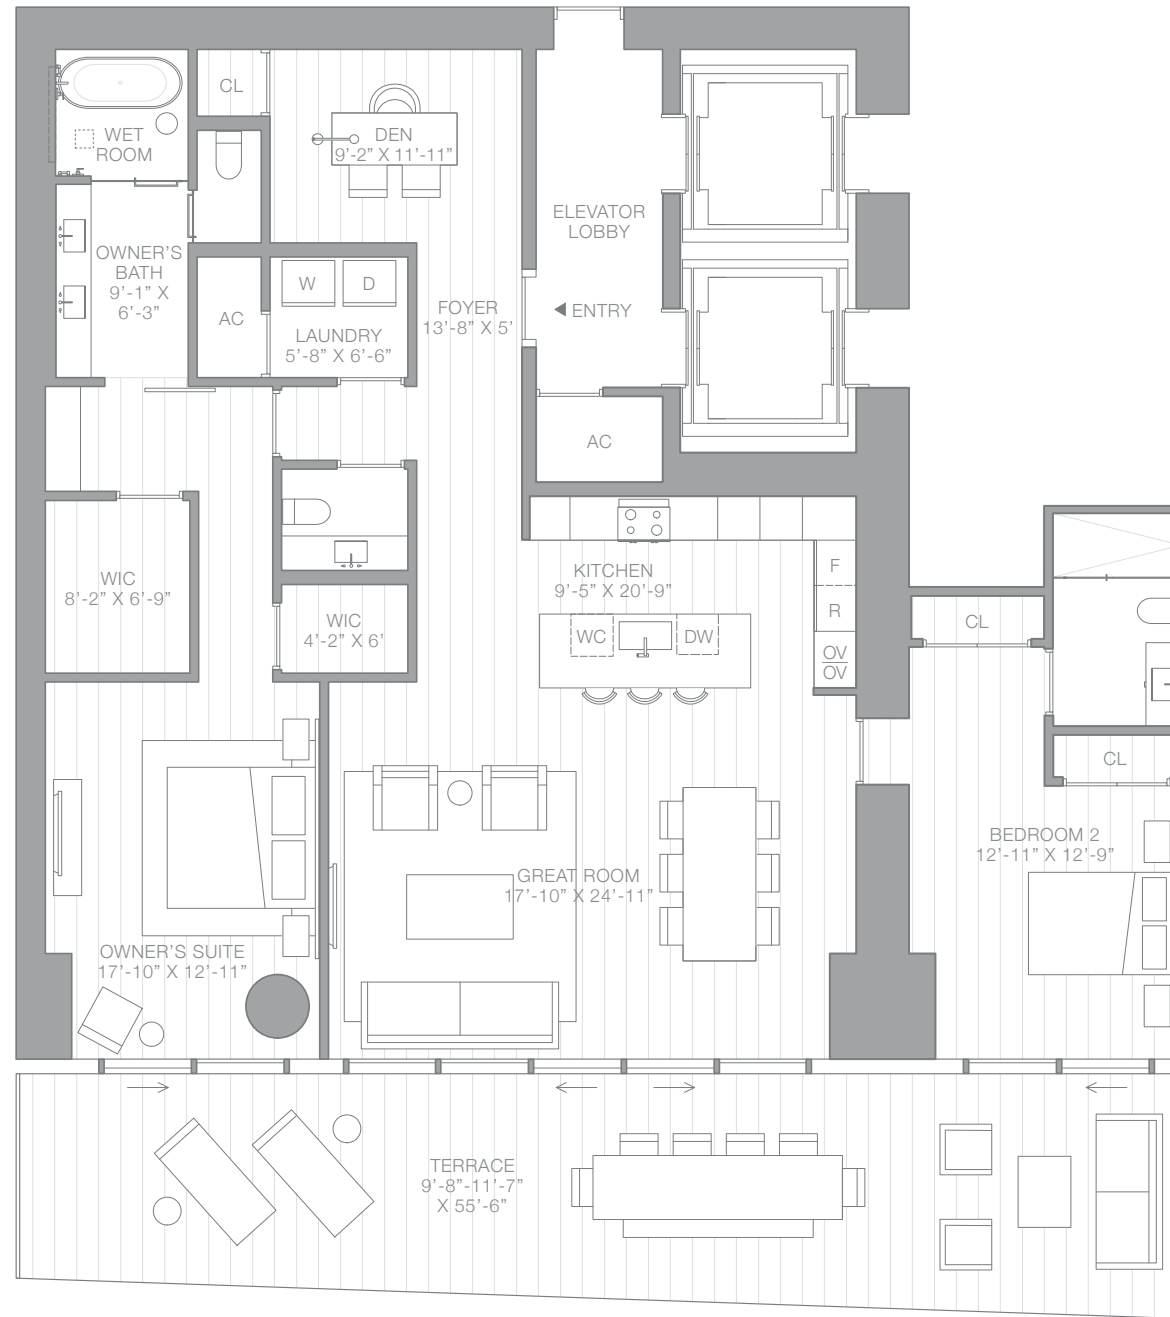 CL
WET
ROOM
DEN
9'-2" X 11'-11"
ELEVATOR
LOBBY
OWNER'S
BATH
9'-1" X
6'-3"
W
D
AC
LAUNDRY
5'-8" X 6'-6"
FOYER
13'-8" X 5'
ENTRY
AC
WIC
8'-2" X 6'-9"
WIC
4'-2" X 6'
KITCHEN
9'-5" X 20'-9"
F
R
WC
DW
OV
OV
CL
CL
BEDROOM 2
12'-11" X 12'-9"
GREAT ROOM
17'-10" X 24'-11"
OWNER'S SUITE
17'-10" X 12'-11"
TERRACE
9'-8"-11'-7"
X 55'-6"